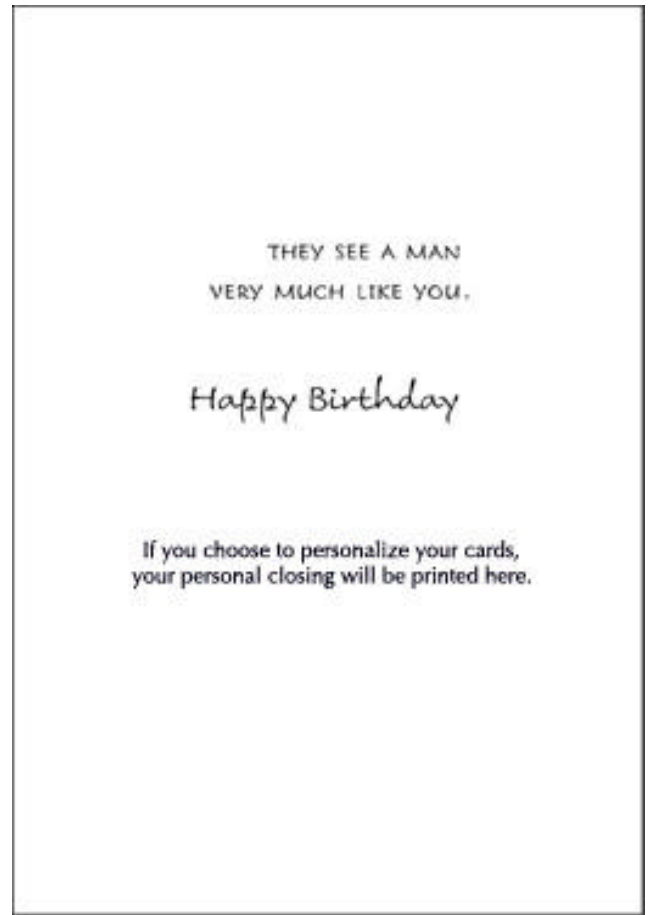 THEY SEE A MAN
VERY MUCH LIKE YOU.
Happy Birthday
If you choose to personalize your cards,
your personal closing will be printed here.